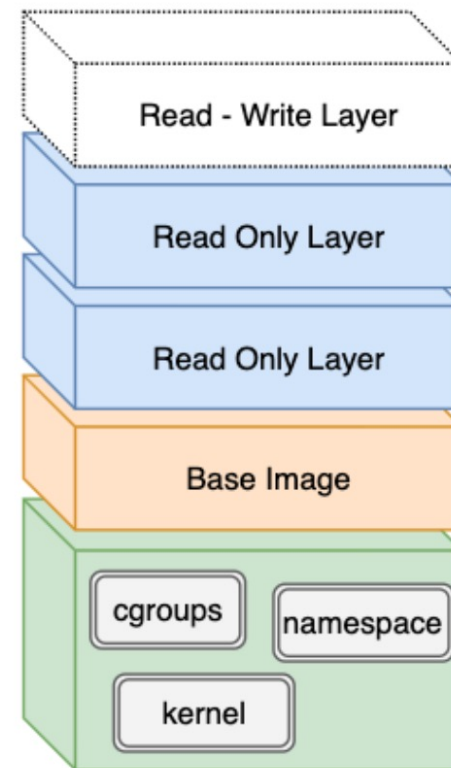 Read - Write Layer
Read Only Layer
Read Only Layer
Base Image
cgroups
namespace
kernel